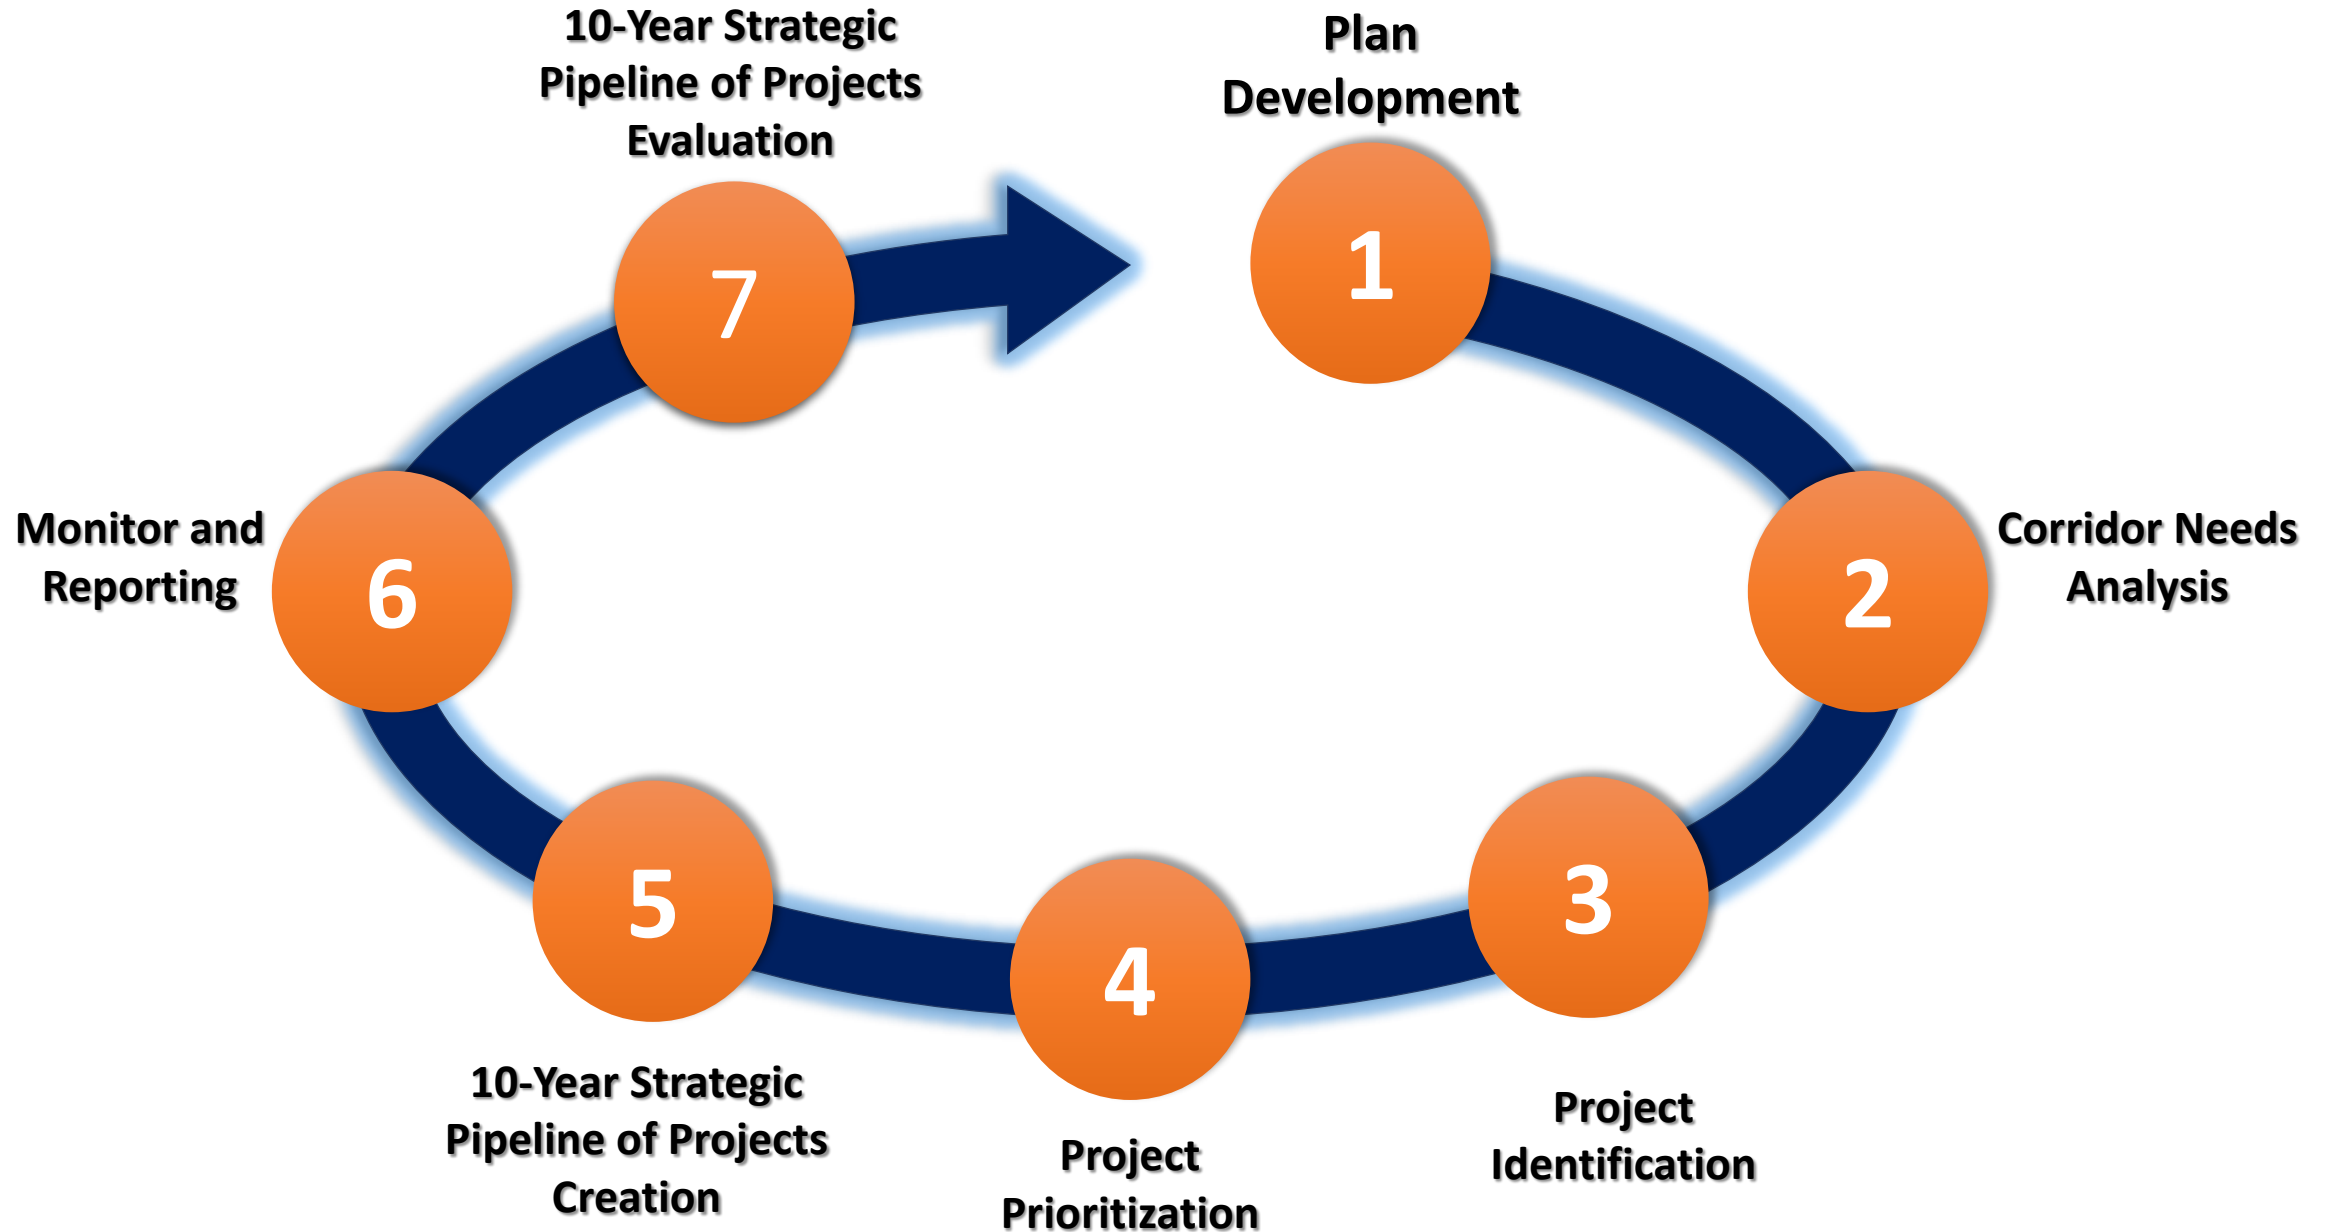 10-Year Strategic
Pipeline of Projects
Evaluation
Plan
Development
7
1
Monitor and
Reporting
6
2
Corridor Needs
Analysis
5
4
3
10-Year Strategic
Pipeline of Projects
Creation
Project
Prioritization
Project
Identification